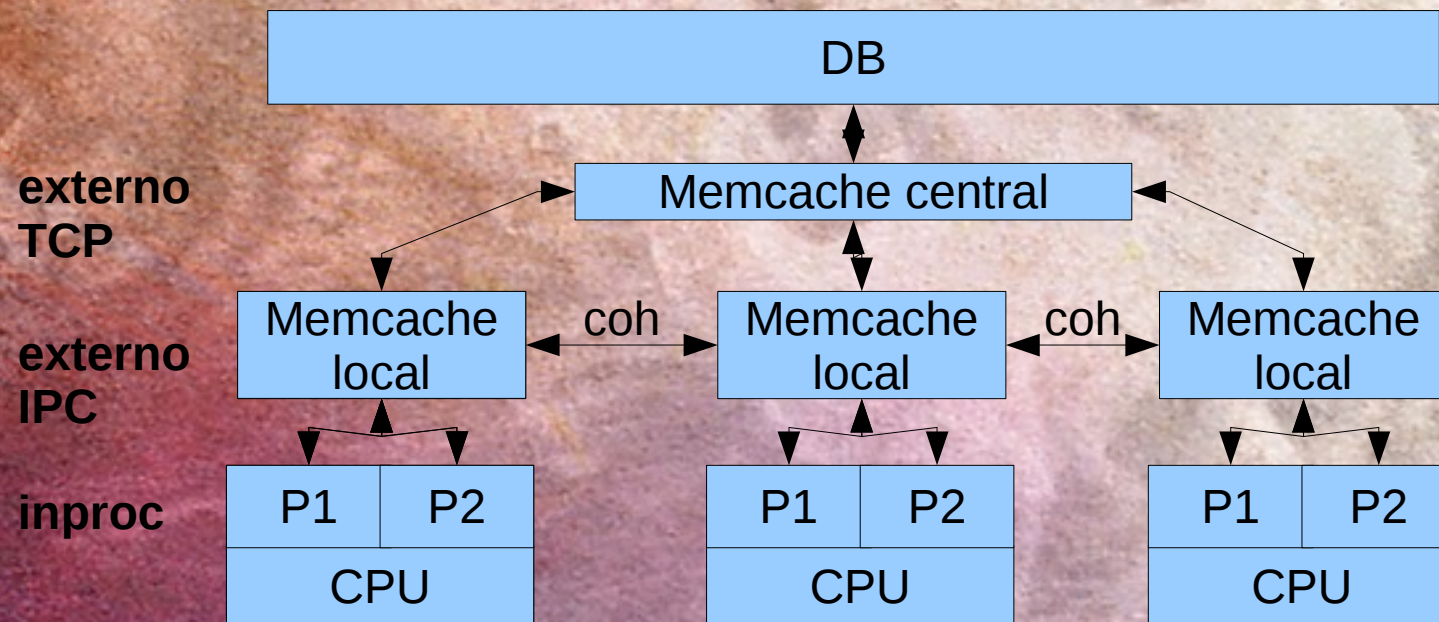 DB
externo
TCP
Memcache central
externo
IPC
Memcache
local
coh
Memcache
local
coh
Memcache
local
inproc
P1 P2 P1 P2 P1 P2
CPU CPU CPU